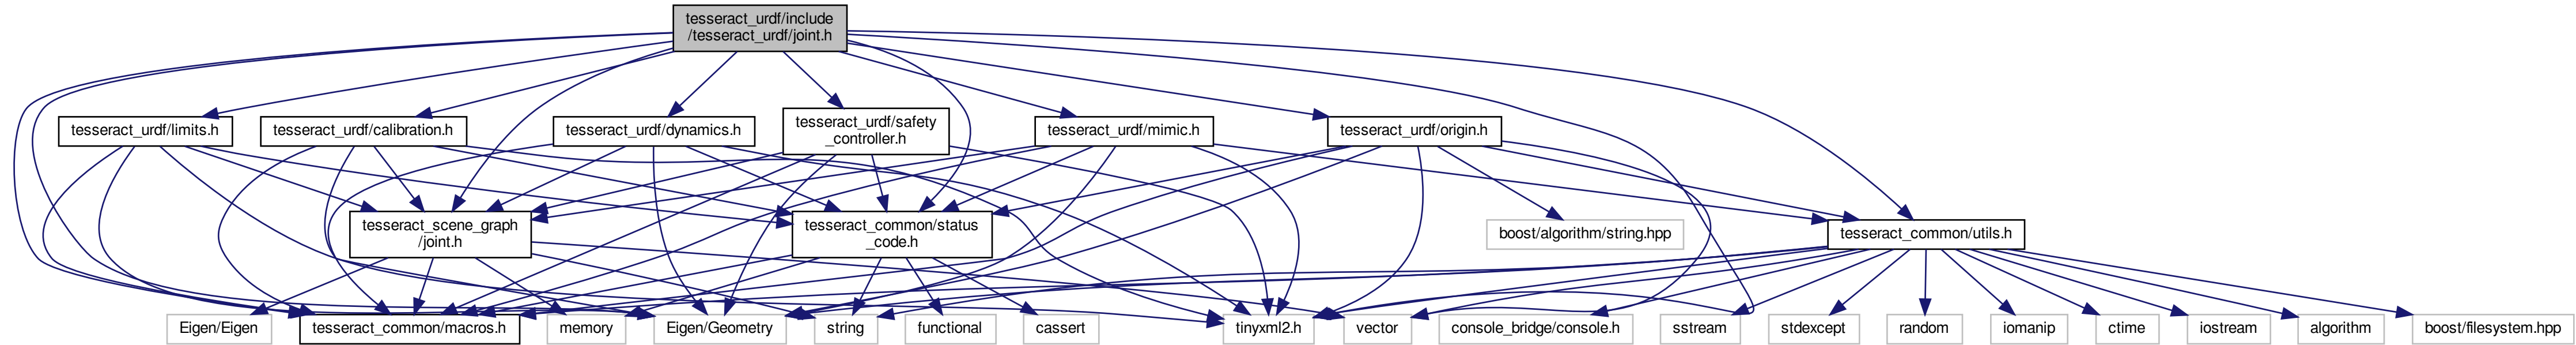 tesseract_urdf/include
/tesseract_urdf/joint.h
tesseract_urdf/limits.h
tesseract_urdf/calibration.h
tesseract_urdf/dynamics.h
tesseract_urdf/safety
_controller.h
tesseract_urdf/mimic.h
tesseract_urdf/origin.h
tesseract_scene_graph
/joint.h
tesseract_common/status
_code.h
boost/algorithm/string.hpp
tesseract_common/utils.h
Eigen/Eigen
tesseract_common/macros.h
memory
Eigen/Geometry
string
functional
cassert
tinyxml2.h
vector
console_bridge/console.h
sstream
stdexcept
random
iomanip
ctime
iostream
algorithm
boost/filesystem.hpp